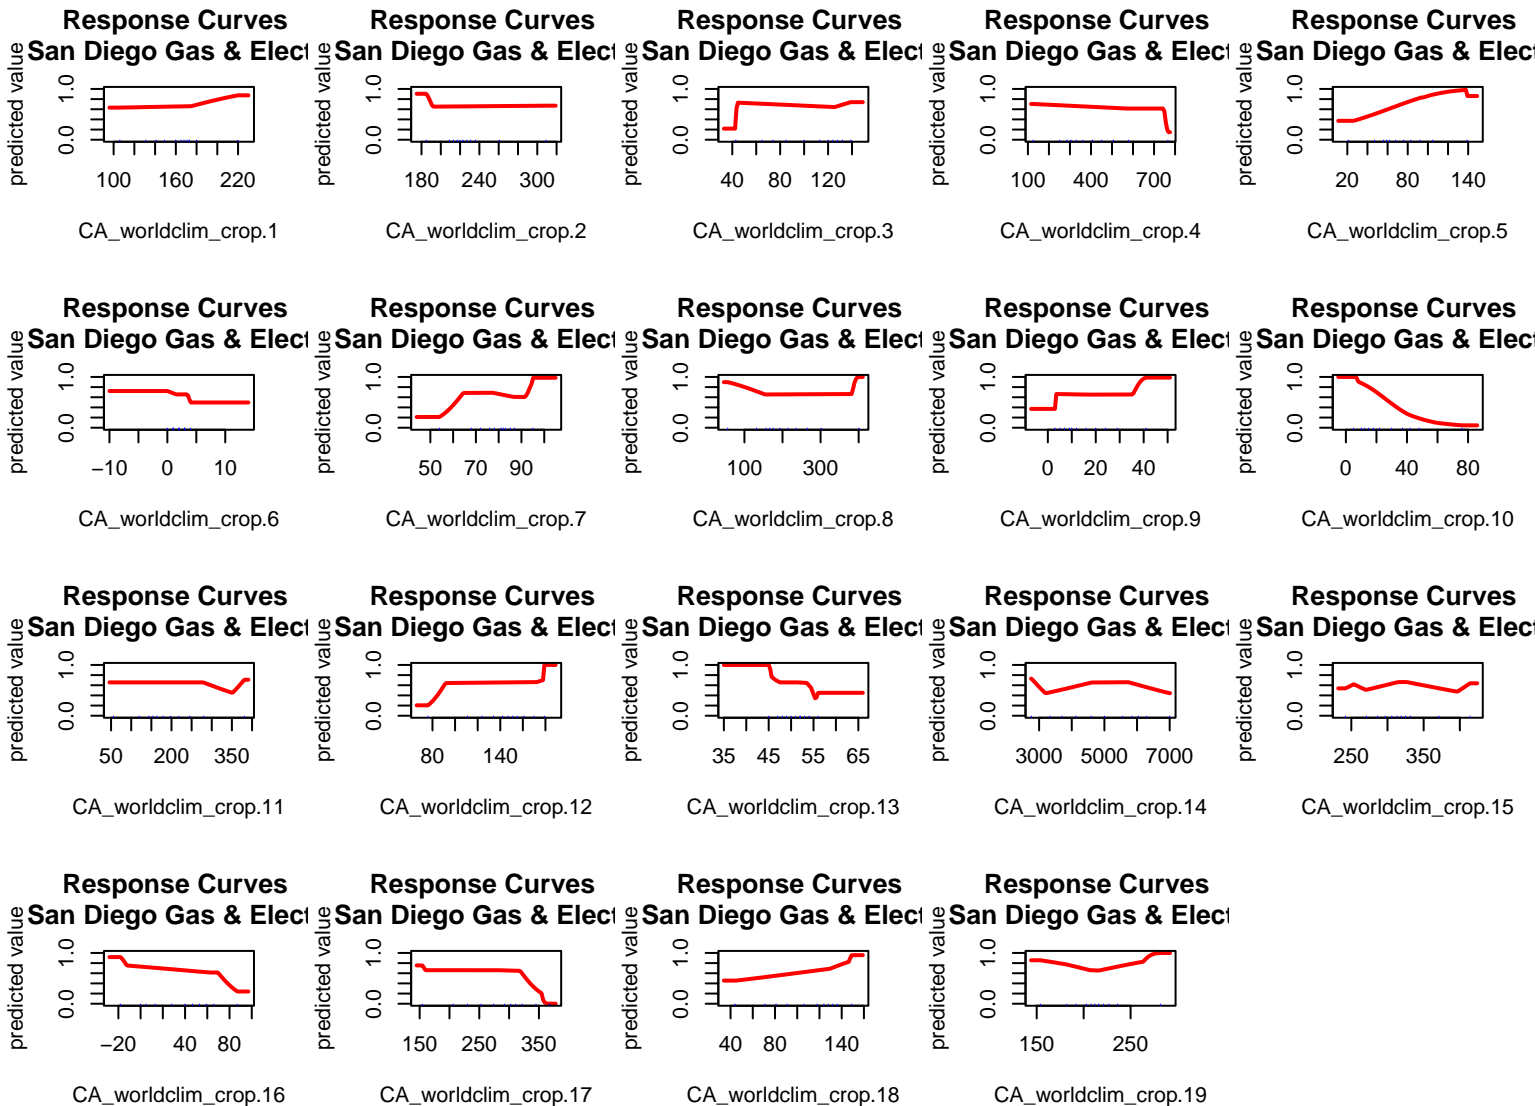 Response Curves
San Diego Gas & Elect
predicted value
0.0 1.0
100 160 220
CA_worldclim_crop.1
Response Curves
San Diego Gas & Elect
predicted value
0.0 1.0
180 240 300
CA_worldclim_crop.2
Response Curves
San Diego Gas & Elect
predicted value
0.0 1.0
40 80 120
CA_worldclim_crop.3
Response Curves
San Diego Gas & Elect
predicted value
0.0 1.0
100 400 700
CA_worldclim_crop.4
Response Curves
San Diego Gas & Elect
predicted value
0.0 1.0
20 80 140
CA_worldclim_crop.5
Response Curves
San Diego Gas & Elect
predicted value
0.0 1.0
−10 0 10
CA_worldclim_crop.6
Response Curves
San Diego Gas & Elect
predicted value
0.0 1.0
50 70 90
CA_worldclim_crop.7
Response Curves
San Diego Gas & Elect
predicted value
0.0 1.0
100 300
CA_worldclim_crop.8
Response Curves
San Diego Gas & Elect
predicted value
0.0 1.0
0 20 40
CA_worldclim_crop.9
Response Curves
San Diego Gas & Elect
predicted value
0.0 1.0
0 40 80
CA_worldclim_crop.10
Response Curves
San Diego Gas & Elect
predicted value
0.0 1.0
50 200 350
CA_worldclim_crop.11
Response Curves
San Diego Gas & Elect
predicted value
0.0 1.0
80 140
CA_worldclim_crop.12
Response Curves
San Diego Gas & Elect
predicted value
0.0 1.0
35 45 55 65
CA_worldclim_crop.13
Response Curves
San Diego Gas & Elect
predicted value
0.0 1.0
3000 5000 7000
CA_worldclim_crop.14
Response Curves
San Diego Gas & Elect
predicted value
0.0 1.0
250 350
CA_worldclim_crop.15
Response Curves
San Diego Gas & Elect
predicted value
0.0 1.0
−20 40 80
CA_worldclim_crop.16
Response Curves
San Diego Gas & Elect
predicted value
0.0 1.0
150 250 350
CA_worldclim_crop.17
Response Curves
San Diego Gas & Elect
predicted value
0.0 1.0
40 80 140
CA_worldclim_crop.18
Response Curves
San Diego Gas & Elect
predicted value
0.0 1.0
150 250
CA_worldclim_crop.19